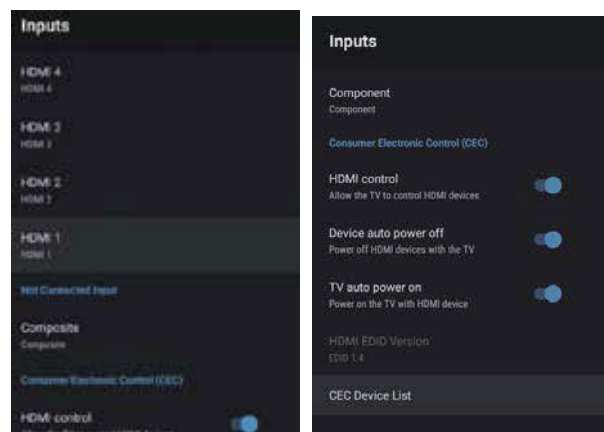 Inputs
HDMI 4
HDMI 4
HDMI 3
HDMI 3
HDMI 2
HDMI 2
HDMI 1
HDMI 1
Not Connected Input
Composite
Composite
Consumer Electronic Control (CEC)
HDMI control
Inputs
Component
Component
Consumer Electronic Control (CEC)
HDMI control
Allow the TV to control HDMI devices
Device auto power off
Power off HDMI devices with the TV
TV auto power on
Power on the TV with HDMI device
HDMI EDID Version
EDID 1.4
CEC Device List